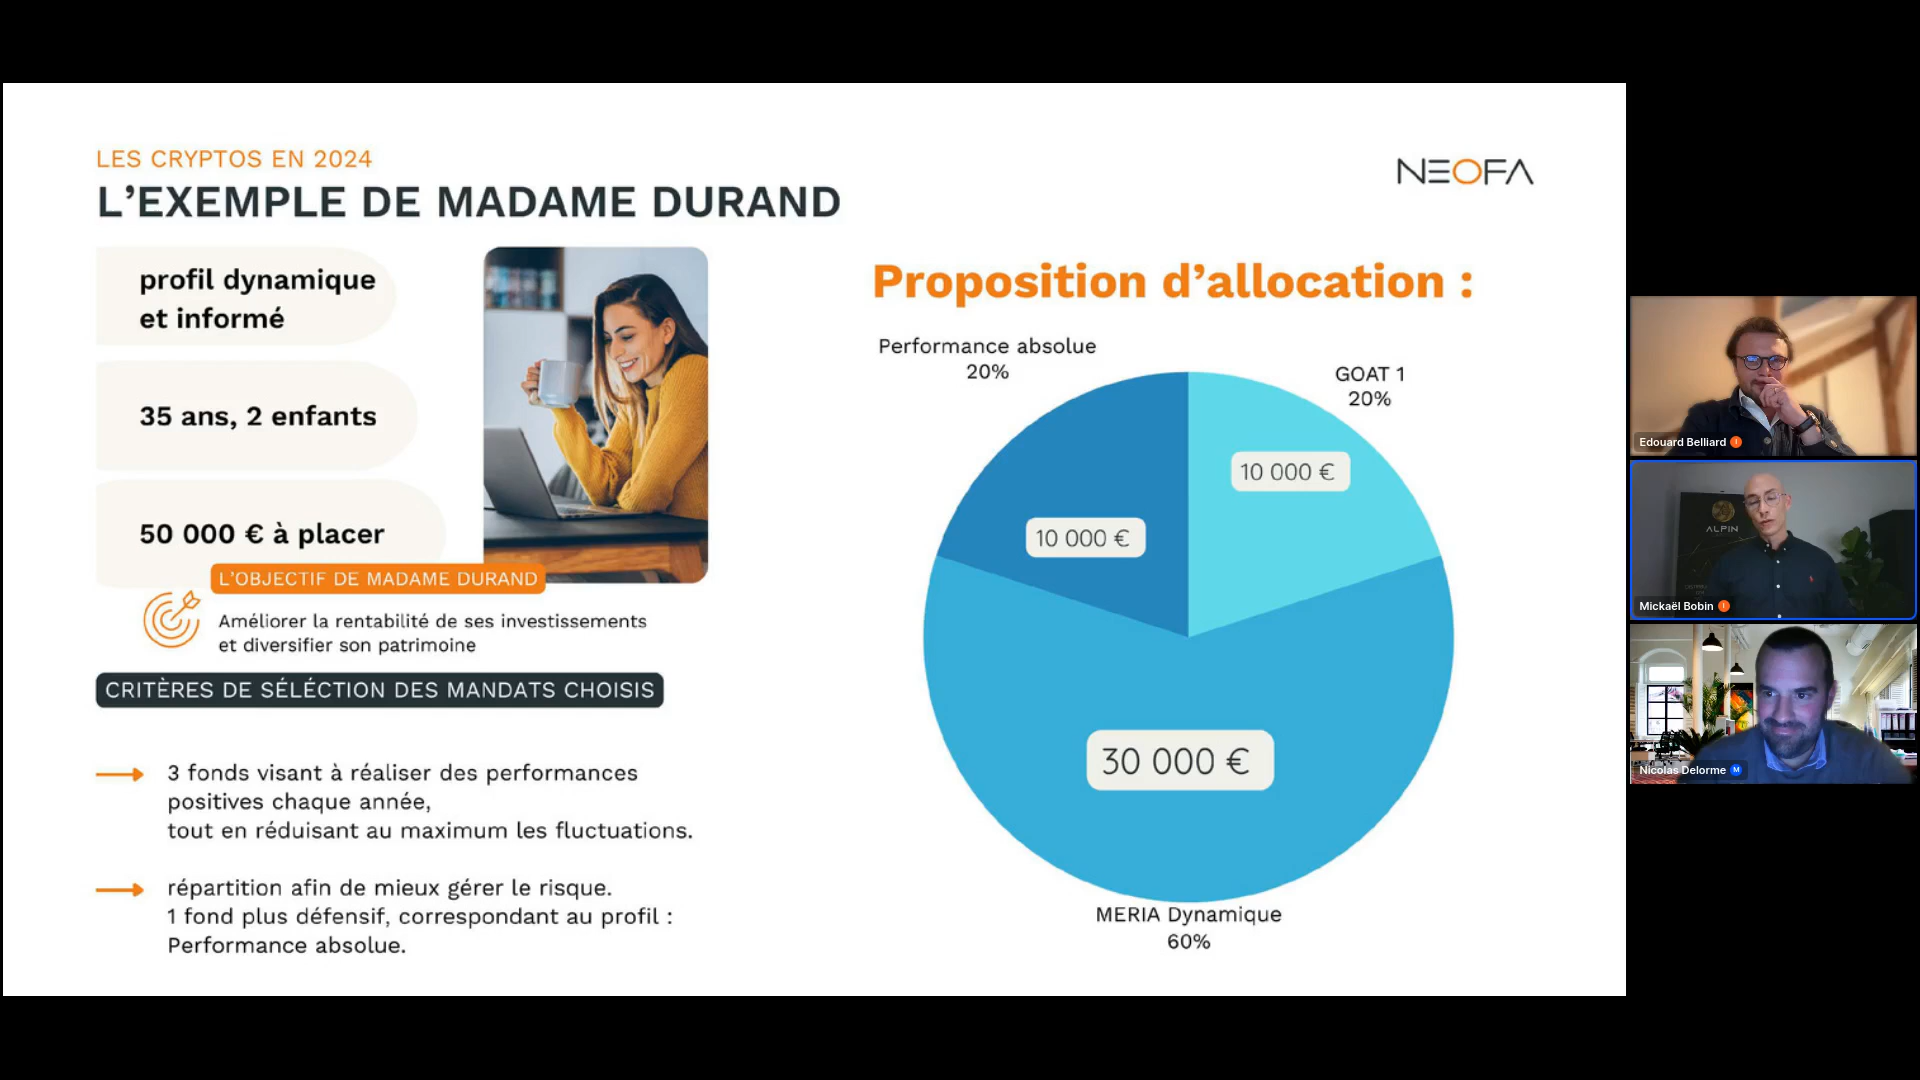 LES CRYPTOS EN 2024
L’EXEMPLE DE MADAME DURAND
NEOFA
profil dynamique
et informé
35 ans, 2 enfants
50 000 € à placer
L’OBJECTIF DE MADAME DURAND
Améliorer la rentabilité de ses investissements
et diversifier son patrimoine
CRITÈRES DE SÉLÉCTION DES MANDATS CHOISIS
3 fonds visant à réaliser des performances
positives chaque année,
tout en réduisant au maximum les fluctuations.
répartition afin de mieux gérer le risque.
1 fond plus défensif, correspondant au profil :
Performance absolue.
Proposition d’allocation :
Performance absolue
20%
GOAT 1
20%
10 000 €
10 000 €
30 000 €
MERIA Dynamique
60%
Edouard Belliard
ALPIN
Mickaël Bobin
Nicolas Delorme M